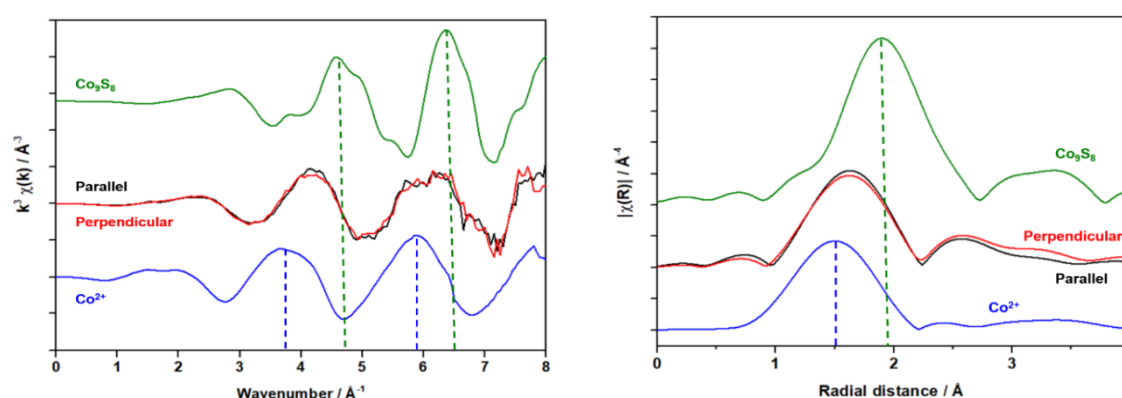 Co₉S₈
Parallel
Perpendicular
Co²⁺
k³ χ(k) / Å⁻³
0 1 2 3 4 5 6 7 8
Wavenumber / Å⁻¹
Co₉S₈
Perpendicular
Parallel
Co²⁺
|χ(R)| / Å⁻⁴
0 1 2 3
Radial distance / Å